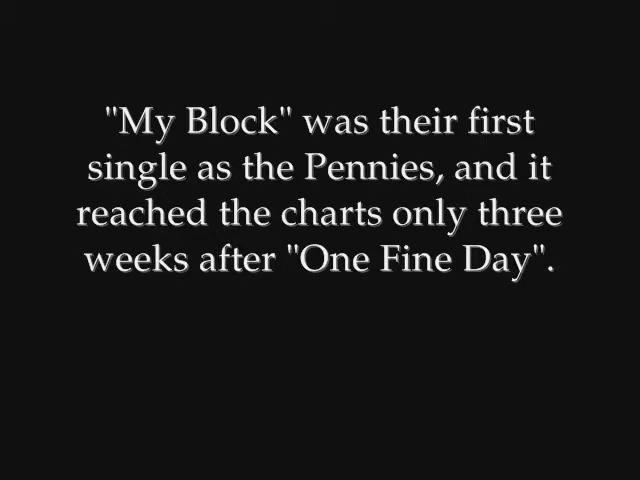 "My Block" was their first
single as the Pennies, and it
reached the charts only three
weeks after "One Fine Day".